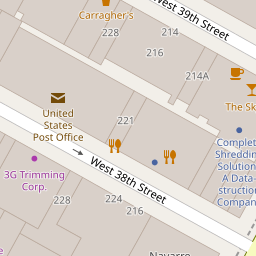 Carragher's
West 39th Street
228
214
216
214A
The Sk
United
States
Post Office
221
Complet
Shredding
Solution
A Data-
struction
Compan
West 38th Street
3G Trimming
Corp.
228
224
216
Navarro